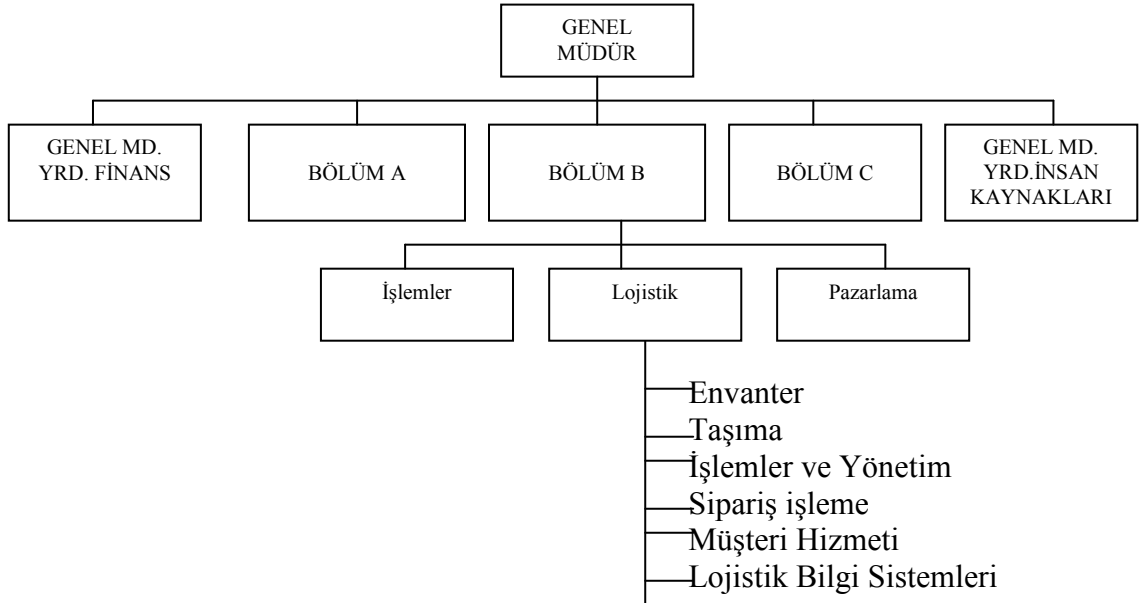 GENEL
MÜDÜR
GENEL MD.
YRD. FİNANS
BÖLÜM A
BÖLÜM B
BÖLÜM C
GENEL MD.
YRD.İNSAN
KAYNAKLARI
İşlemler
Lojistik
Pazarlama
Envanter
Taşıma
İşlemler ve Yönetim
Sipariş işleme
Müşteri Hizmeti
Lojistik Bilgi Sistemleri